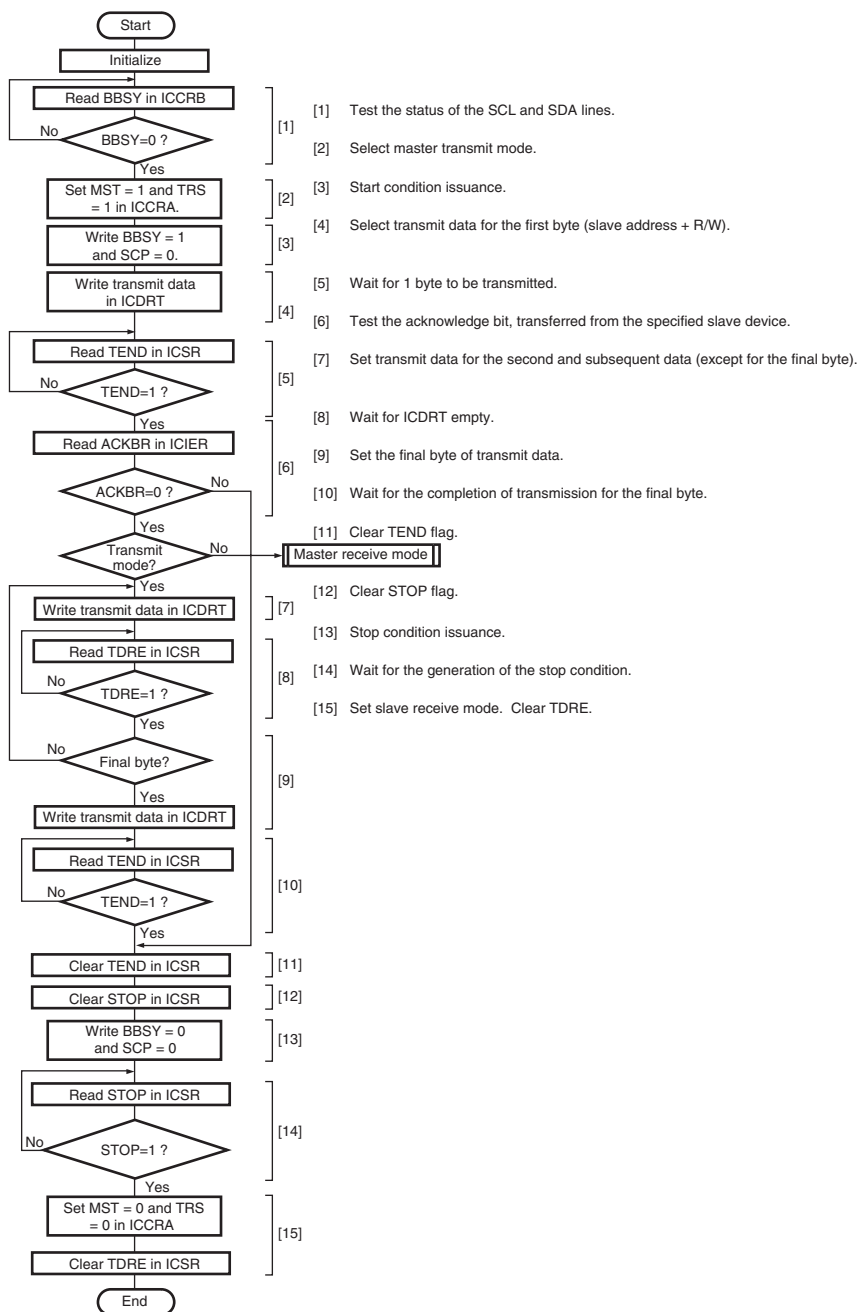 Start
Initialize
Read BBSY in ICCRB
No
BBSY=0 ?
[1]
Yes
Set MST = 1 and TRS
= 1 in ICCRA.
[2]
Write BBSY = 1
and SCP = 0.
[3]
Write transmit data
in ICDRT
[4]
Read TEND in ICSR
No
TEND=1 ?
[5]
Yes
Read ACKBR in ICIER
No
ACKBR=0 ?
[6]
Yes
Transmit
mode?
No
Master receive mode
Yes
Write transmit data in ICDRT
[7]
Read TDRE in ICSR
No
TDRE=1 ?
[8]
Yes
No
Final byte?
[9]
Yes
Write transmit data in ICDRT
Read TEND in ICSR
No
TEND=1 ?
[10]
Yes
Clear TEND in ICSR
[11]
Clear STOP in ICSR
[12]
Write BBSY = 0
and SCP = 0
[13]
Read STOP in ICSR
No
STOP=1 ?
[14]
Yes
Set MST = 0 and TRS
= 0 in ICCRA
[15]
Clear TDRE in ICSR
End
[1] Test the status of the SCL and SDA lines.
[2] Select master transmit mode.
[3] Start condition issuance.
[4] Select transmit data for the first byte (slave address + R/W).
[5] Wait for 1 byte to be transmitted.
[6] Test the acknowledge bit, transferred from the specified slave device.
[7] Set transmit data for the second and subsequent data (except for the final byte).
[8] Wait for ICDRT empty.
[9] Set the final byte of transmit data.
[10] Wait for the completion of transmission for the final byte.
[11] Clear TEND flag.
[12] Clear STOP flag.
[13] Stop condition issuance.
[14] Wait for the generation of the stop condition.
[15] Set slave receive mode. Clear TDRE.